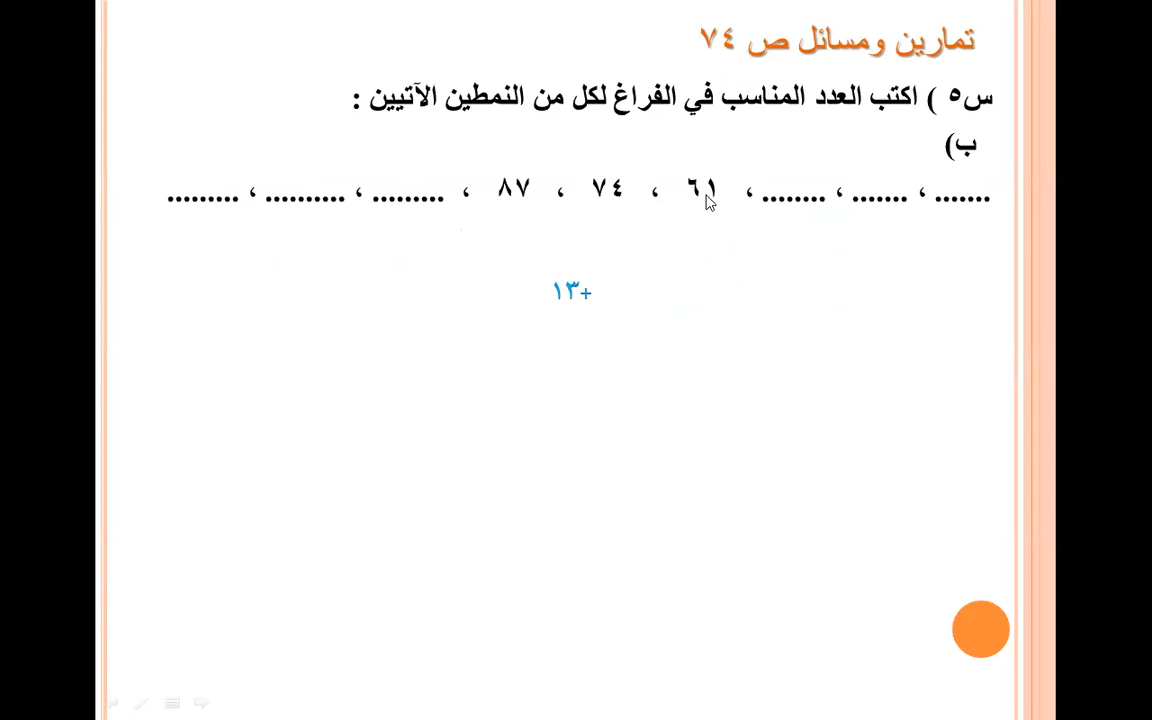 تمارين ومسائل ص ٧٤
س٥ ) اكتب العدد المناسب في الفراغ لكل من النمطين الآتيين :
ب)
....... ، ....... ، ........ ، ٦١ ، ٧٤ ، ٨٧ ، ......... ، .......... ، .........
+١٣